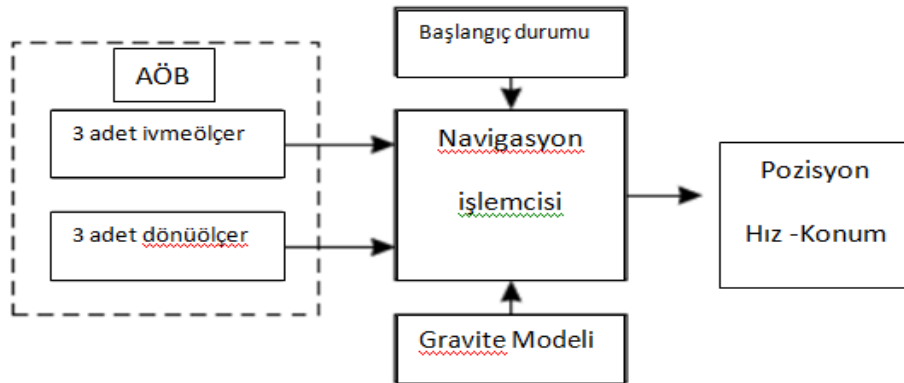 Başlangıç durumu
AÖB
3 adet ivmeölçer
3 adet dönüölçer
Navigasyon
işlemcisi
Pozisyon
Hız -Konum
Gravite Modeli